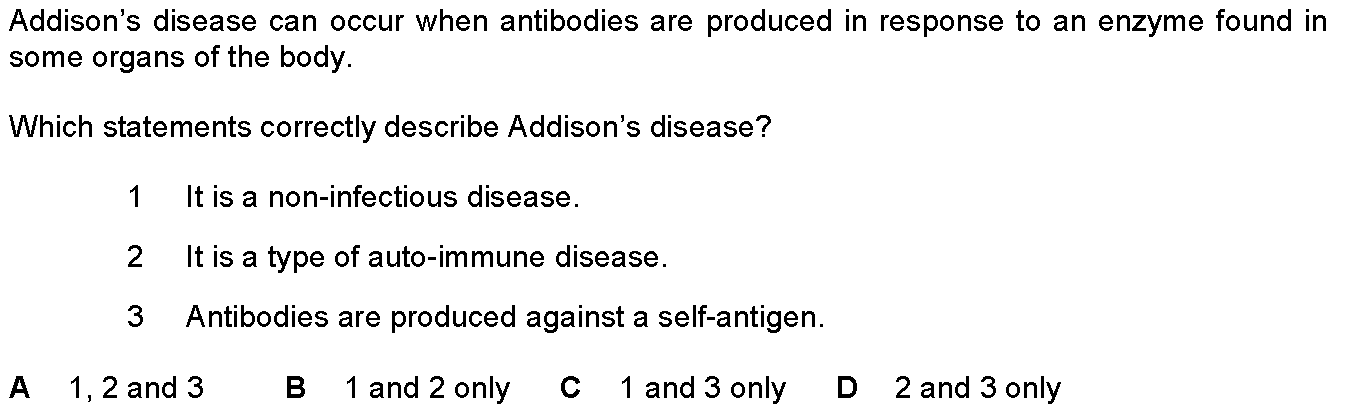 Addison’s disease can occur when antibodies are produced in response to an enzyme found in
some organs of the body.
Which statements correctly describe Addison’s disease?
1 It is a non-infectious disease.
2 It is a type of auto-immune disease.
3 Antibodies are produced against a self-antigen.
A 1, 2 and 3 B 1 and 2 only C 1 and 3 only D 2 and 3 only